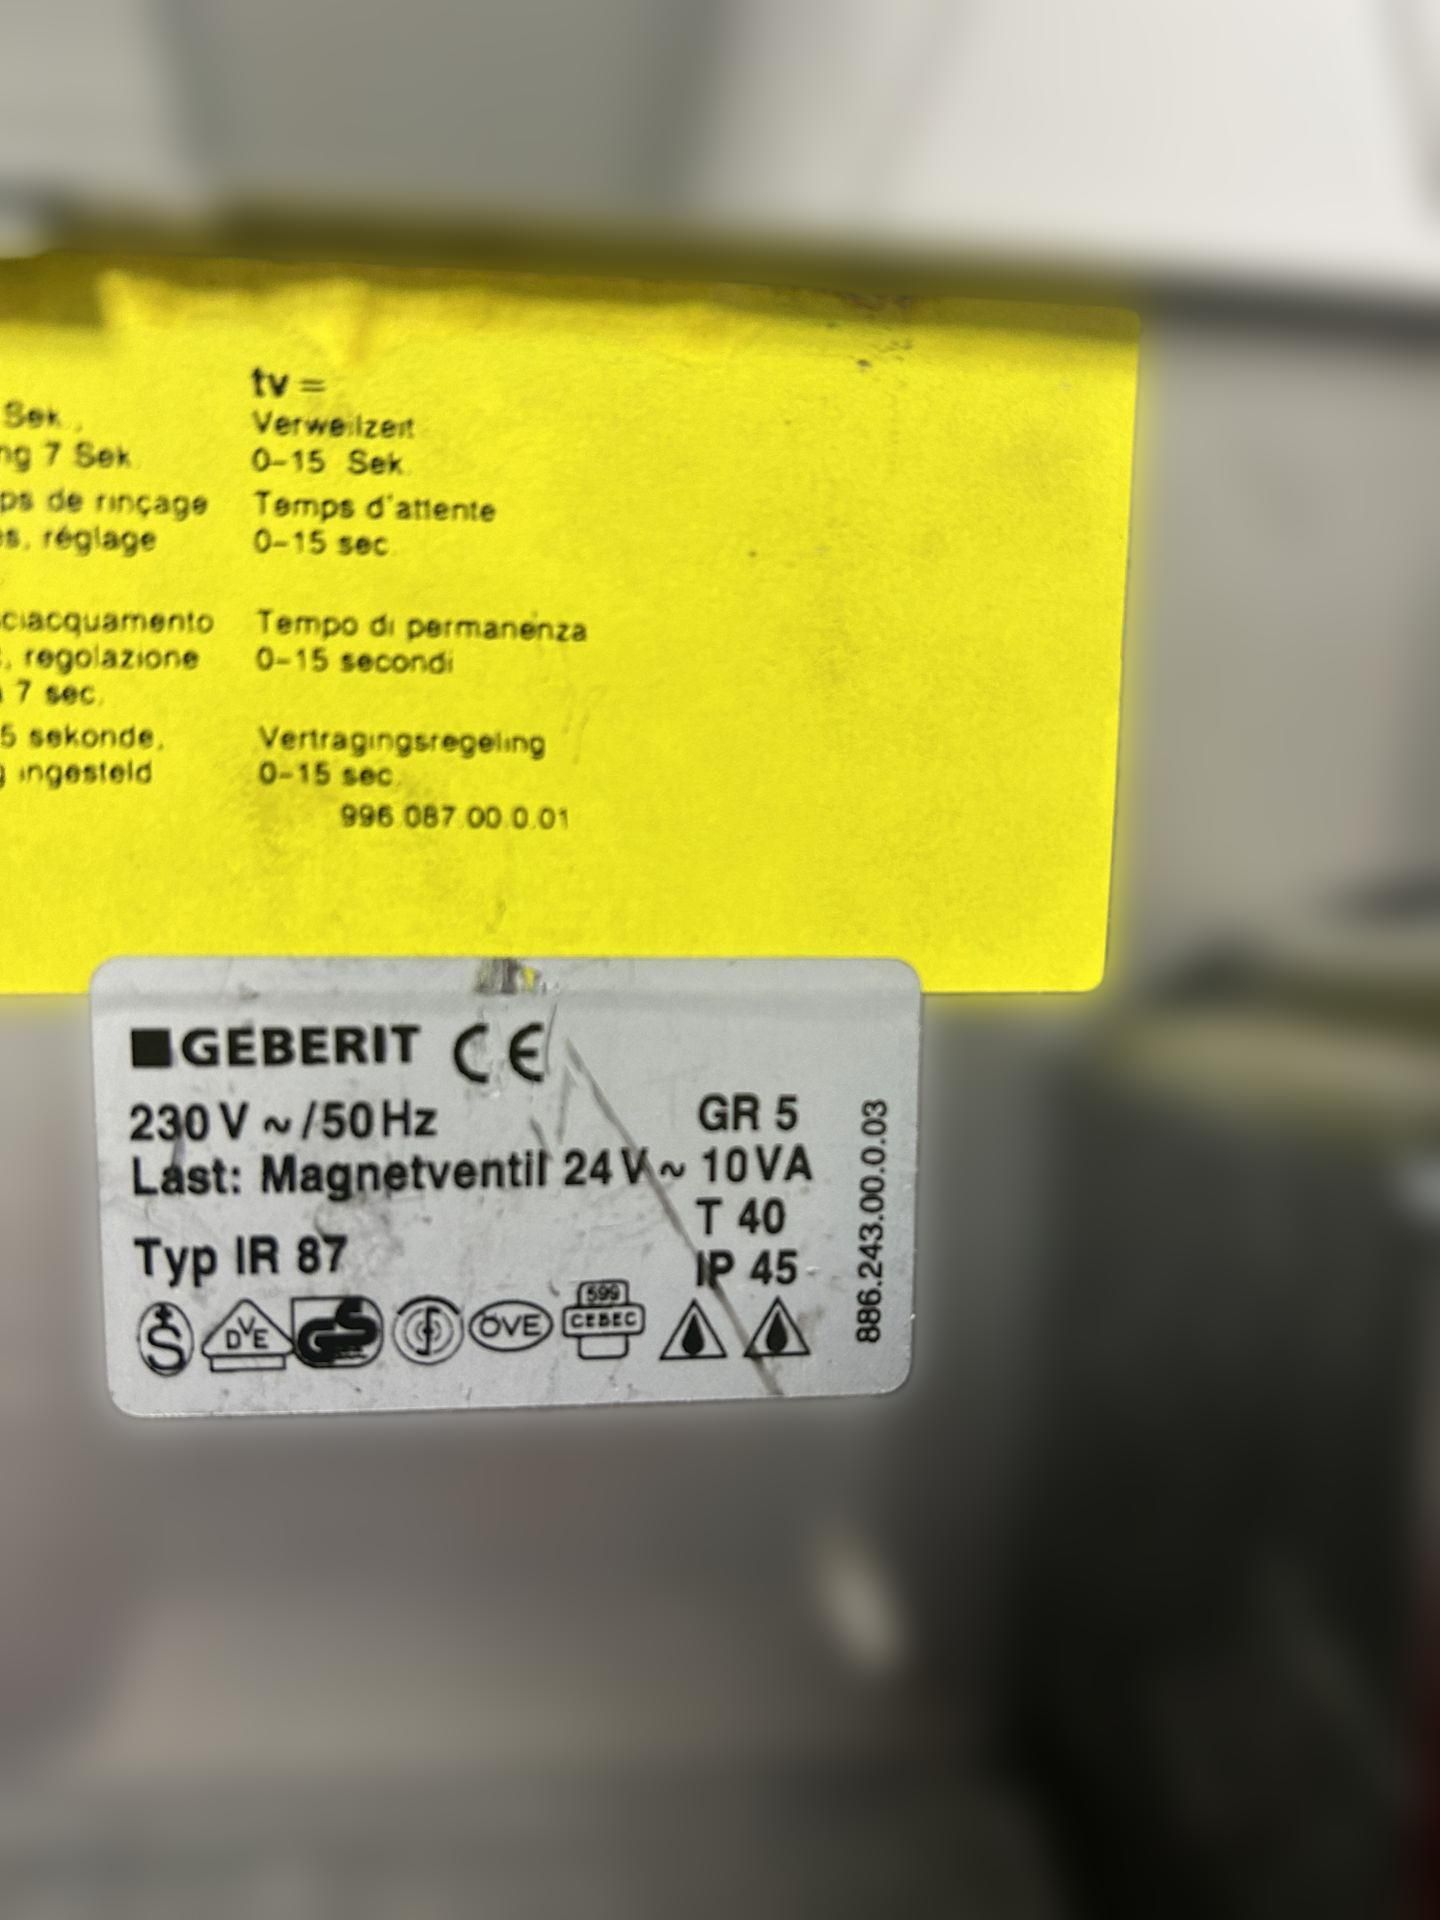 Sek.,
ng 7 Sek.
ps de rinçage
es, réglage
ciacquamento
, regolazione
7 sec.
5 sekonde,
g ingesteld
tv =
Verweilzeit
0–15 Sek.
Temps d'attente
0–15 sec.
Tempo di permanenza
0–15 secondi
Vertragingsregeling
0–15 sec.
996.087.00.0.01
GEBERIT CE
230 V ~ /50 Hz GR 5
Last: Magnetventil 24 V ~ 10 VA
T 40
Typ IR 87 IP 45
S DVE GS ÖVE 599 CEBEC
886.243.00.0.03